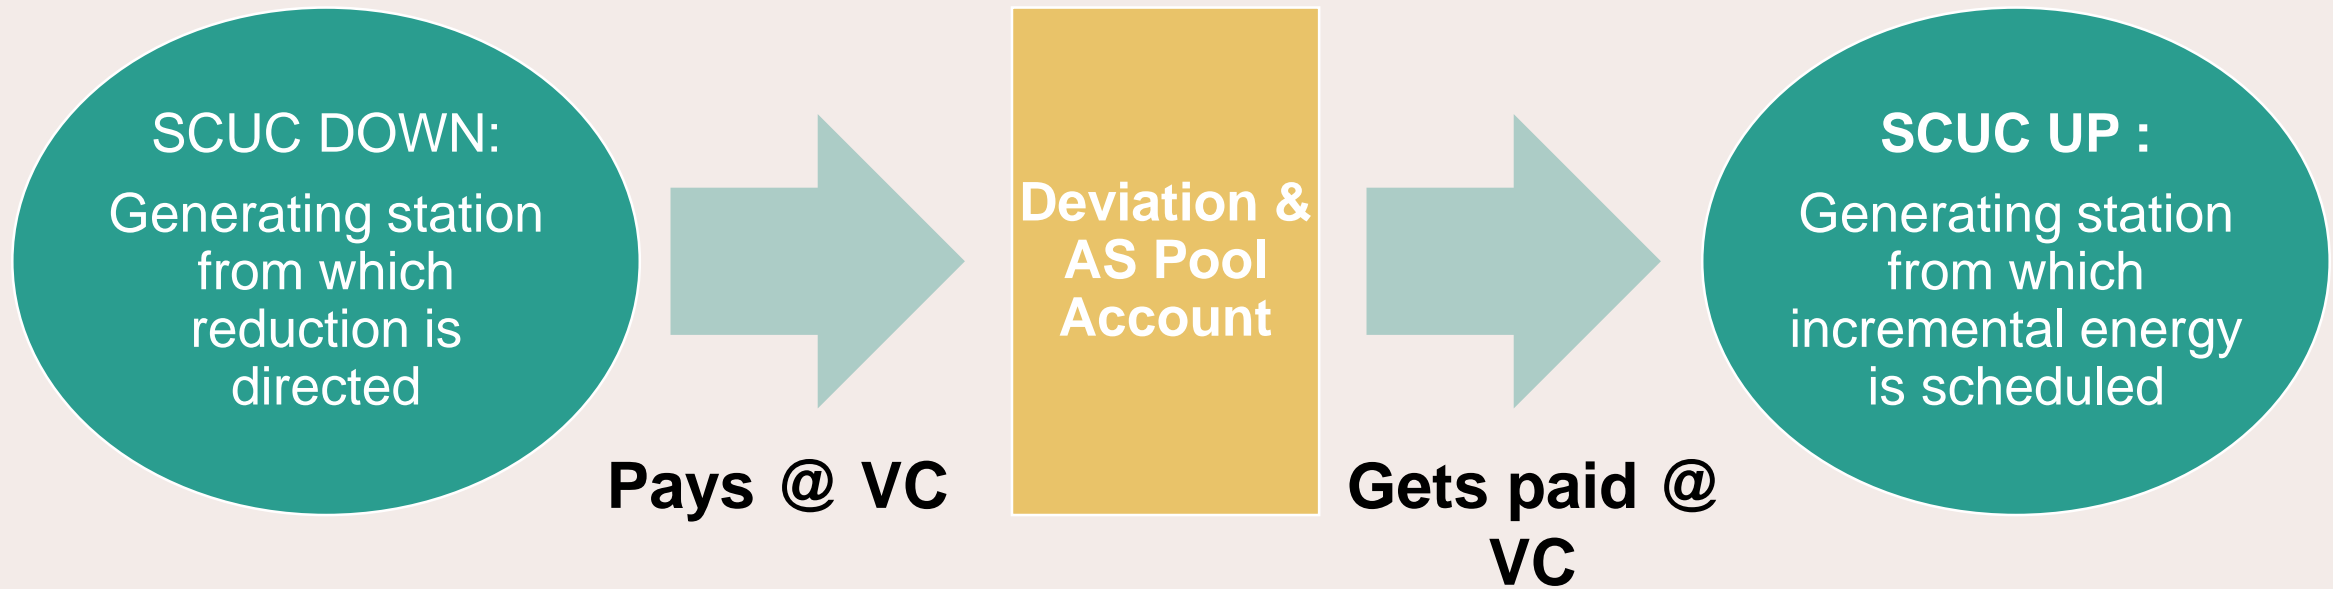 SCUC DOWN:
Generating station
from which
reduction is
directed
Pays @ VC
Deviation &
AS Pool
Account
Gets paid @
VC
SCUC UP :
Generating station
from which
incremental energy
is scheduled